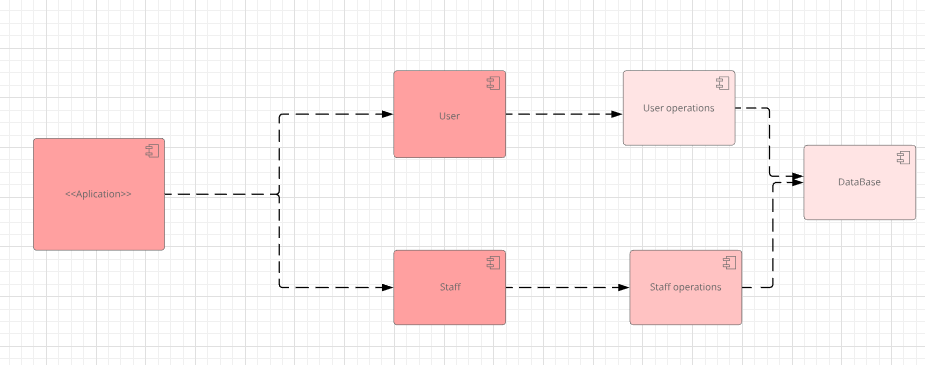 <<Aplication>>
User
User operations
DataBase
Staff
Staff operations